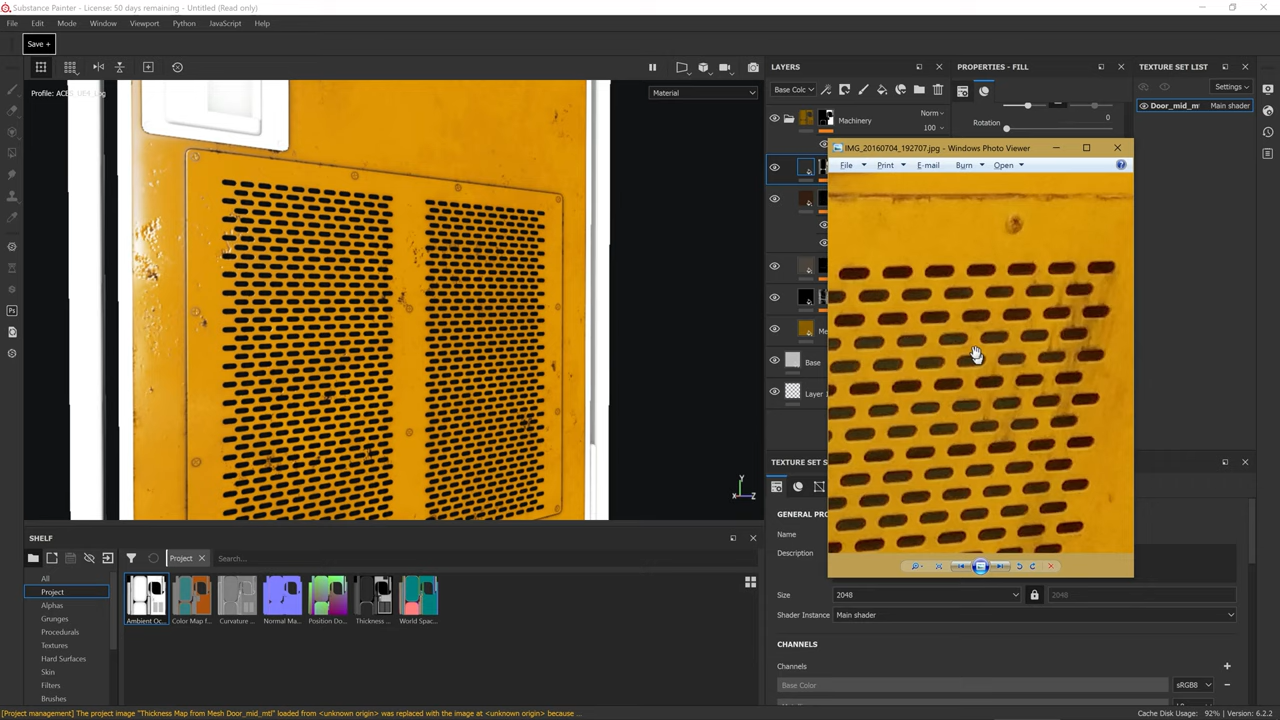 Substance Painter - License: 50 days remaining - Untitled (Read only)
File Edit Mode Window Viewport Python JavaScript Help
Save +
Profile: ACES UE4_Log
Material
LAYERS
Base Colc
Machinery
Norm
100
Base
Layer
PROPERTIES - FILL
Rotation
0
TEXTURE SET LIST
Settings
Door_mid_m
Main shader
IMG_20160704_192707.jpg - Windows Photo Viewer
File Print E-mail Burn Open
TEXTURE SET S
GENERAL PRO
Name
Description
Size
2048
2048
Shader Instance
Main shader
CHANNELS
Channels
Base Color
sRGB8
SHELF
Project
Search...
All
Project
Alphas
Grunges
Procedurals
Textures
Hard Surfaces
Skin
Filters
Brushes
Ambient Oc...
Color Map f...
Curvature ...
Normal Ma...
Position Do...
Thickness ...
World Spac...
Y
Z
Ps
[Project management] The project image "Thickness Map from Mesh Door_mid_mtl" loaded from <unknown origin> was replaced with the image at <unknown origin> because ...
Cache Disk Usage: 92% | Version: 6.2.2